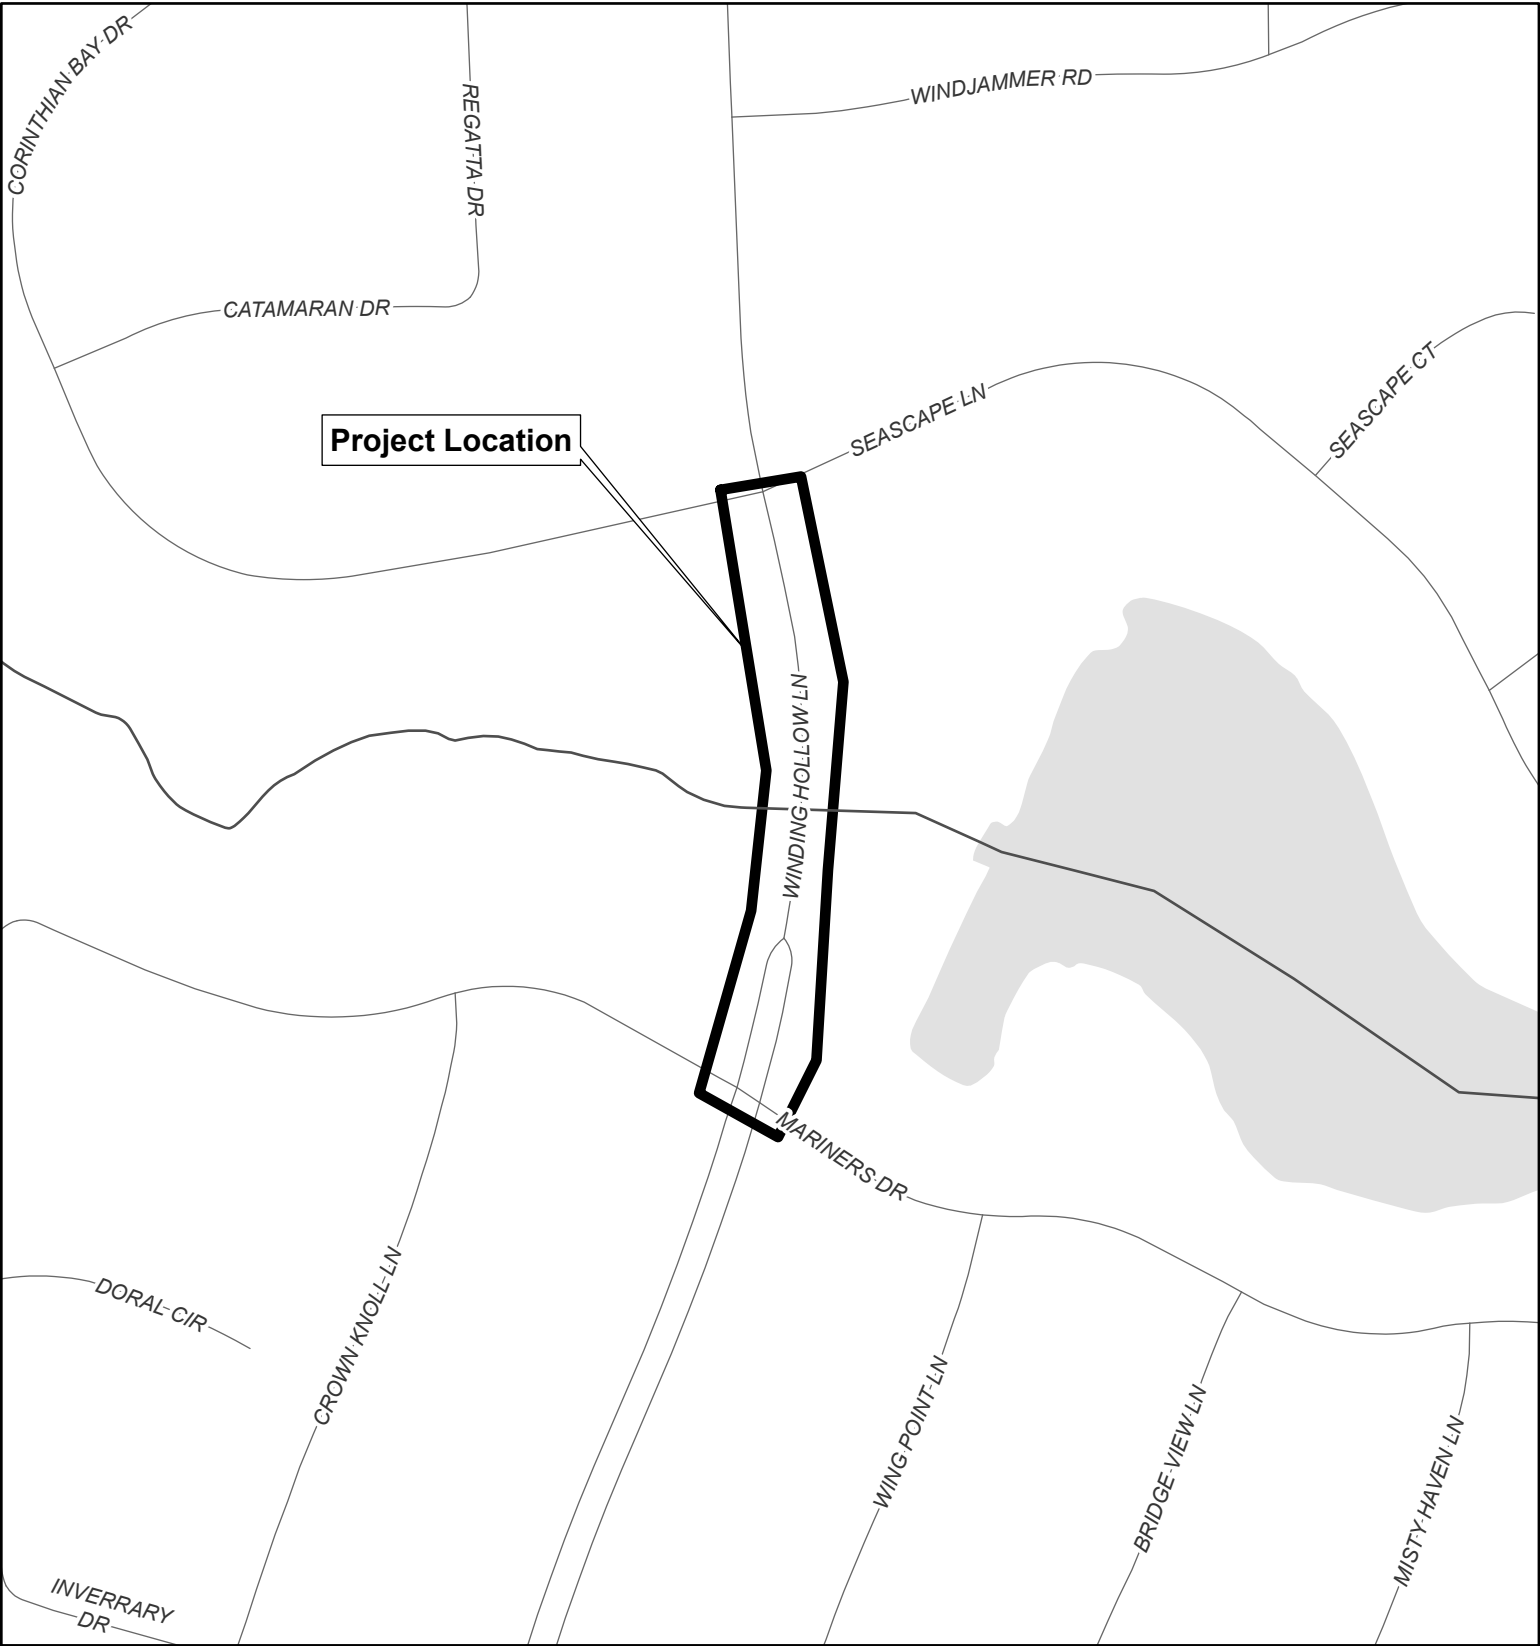 CORINTHIAN BAY DR
REGATTA DR
WINDJAMMER RD
CATAMARAN DR
SEASCAPE LN
SEASCAPE CT
Project Location
WINDING HOLLOW LN
MARINERS DR
DORAL CIR
CROWN KNOLL LN
WING POINT LN
BRIDGE VIEW LN
MISTY HAVEN LN
INVERRARY
DR